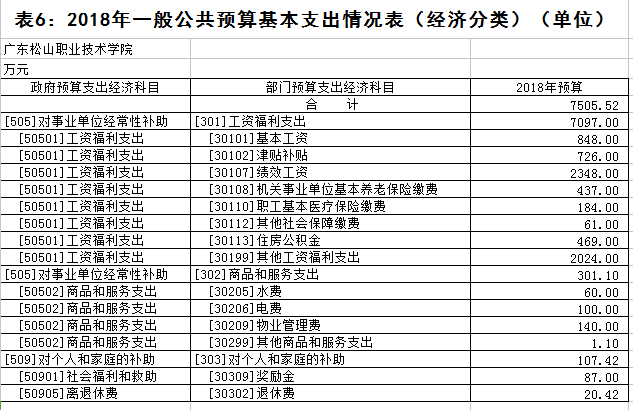 表6：2018年一般公共预算基本支出情况表（经济分类）（单位）
广东松山职业技术学院
万元
政府预算支出经济科目 部门预算支出经济科目 2018年预算
合 计 7505.52
[505]对事业单位经常性补助 [301]工资福利支出 7097.00
[50501]工资福利支出 [30101]基本工资 848.00
[50501]工资福利支出 [30102]津贴补贴 726.00
[50501]工资福利支出 [30107]绩效工资 2348.00
[50501]工资福利支出 [30108]机关事业单位基本养老保险缴费 437.00
[50501]工资福利支出 [30110]职工基本医疗保险缴费 184.00
[50501]工资福利支出 [30112]其他社会保障缴费 61.00
[50501]工资福利支出 [30113]住房公积金 469.00
[50501]工资福利支出 [30199]其他工资福利支出 2024.00
[505]对事业单位经常性补助 [302]商品和服务支出 301.10
[50502]商品和服务支出 [30205]水费 60.00
[50502]商品和服务支出 [30206]电费 100.00
[50502]商品和服务支出 [30209]物业管理费 140.00
[50502]商品和服务支出 [30299]其他商品和服务支出 1.10
[509]对个人和家庭的补助 [303]对个人和家庭的补助 107.42
[50901]社会福利和救助 [30309]奖励金 87.00
[50905]离退休费 [30302]退休费 20.42